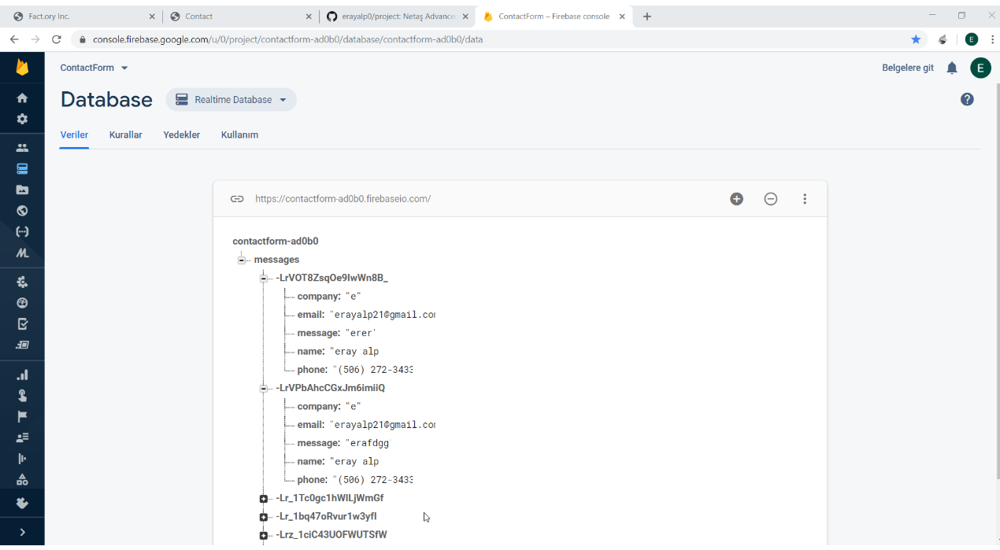 Fact.ory Inc.
Contact
erayalp0/project: Netaş Advance
ContactForm – Firebase console
console.firebase.google.com/u/0/project/contactform-ad0b0/database/contactform-ad0b0/data
E
ContactForm
Belgelere git
E
Database
Realtime Database
Veriler
Kurallar
Yedekler
Kullanım
https://contactform-ad0b0.firebaseio.com/
contactform-ad0b0
messages
-LrVOT8ZsqOe9IwWn8B_
company: "e"
email: "erayalp21@gmail.com
message: "erer'
name: "eray alp
phone: "(506) 272-3433
-LrVPbAhcCGxJm6imiiQ
company: "e"
email: "erayalp21@gmail.com
message: "erafdgg
name: "eray alp
phone: "(506) 272-3433
-Lr_1Tc0gc1hWILjWmGf
-Lr_1bq47oRvur1w3yfI
-Lrz_1ciC43UOFWUTSfW